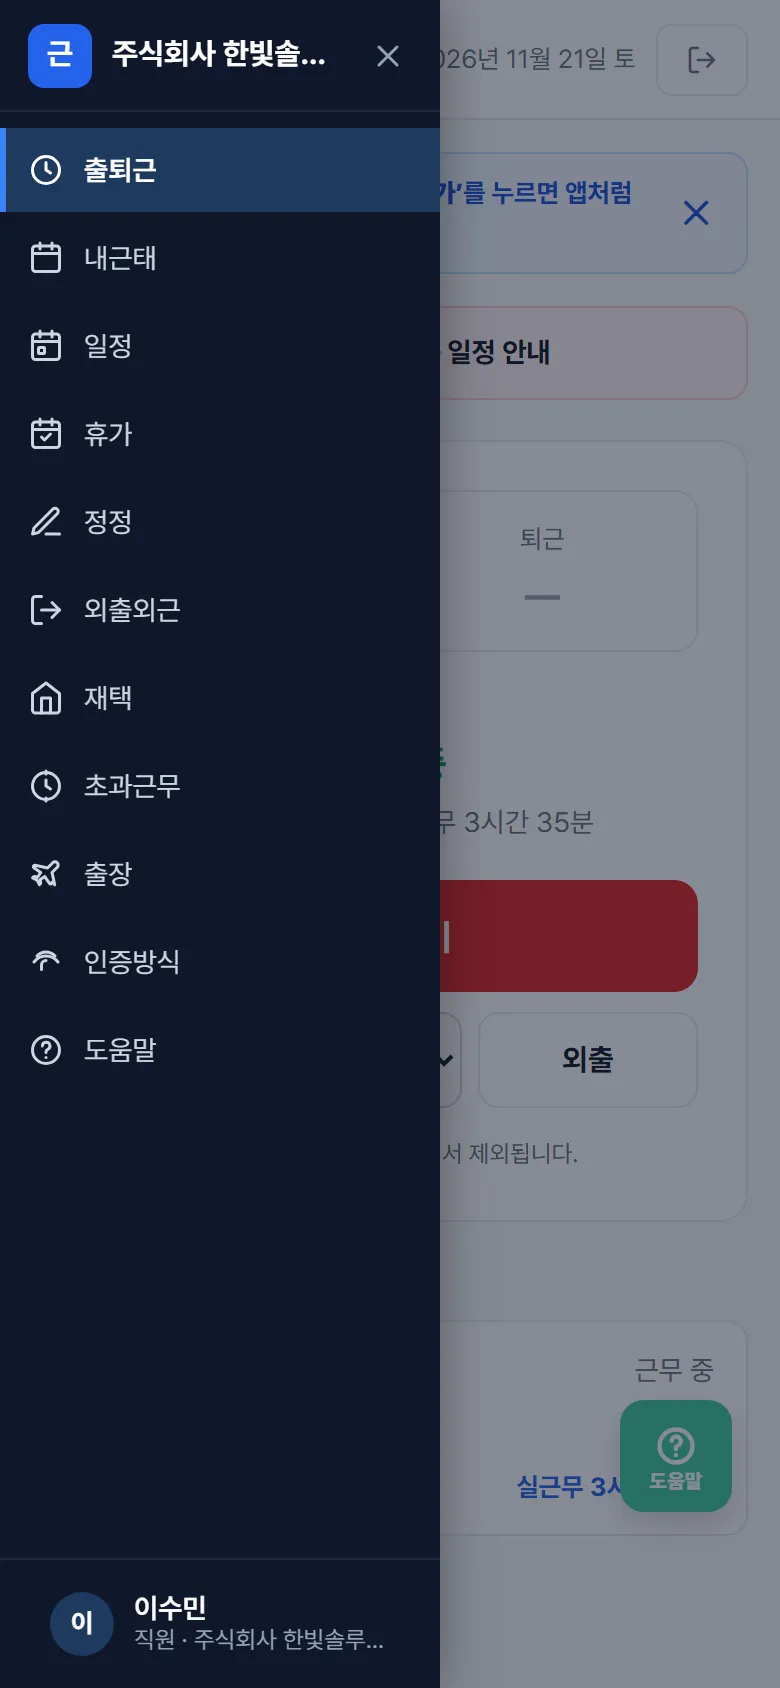 근
주식회사 한빛솔...
026년 11월 21일 토
출퇴근
내근태
일정
휴가
정정
외출외근
재택
초과근무
출장
인증방식
도움말
가'를 누르면 앱처럼
일정 안내
퇴근
—
3시간 35분
외출
서 제외됩니다.
근무 중
실근무 3
도움말
이
이수민
직원 · 주식회사 한빛솔루...